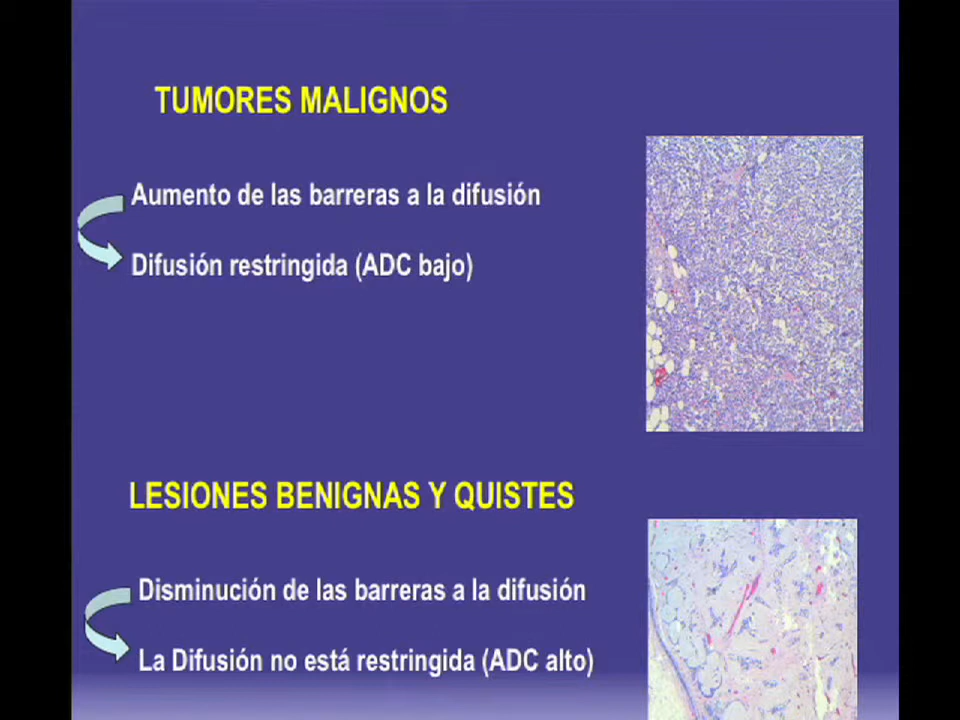 TUMORES MALIGNOS
Aumento de las barreras a la difusión
Difusión restringida (ADC bajo)
LESIONES BENIGNAS Y QUISTES
Disminución de las barreras a la difusión
La Difusión no está restringida (ADC alto)